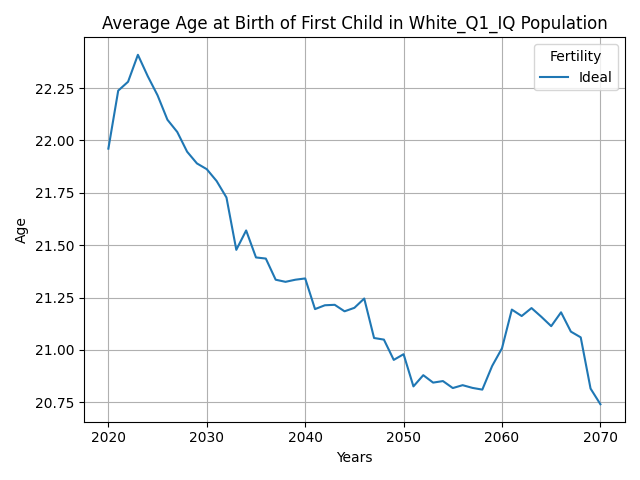 Average Age at Birth of First Child in White_Q1_IQ Population
Fertility
Ideal
22.25
22.00
21.75
21.50
21.25
21.00
20.75
Age
2020 2030 2040 2050 2060 2070
Years